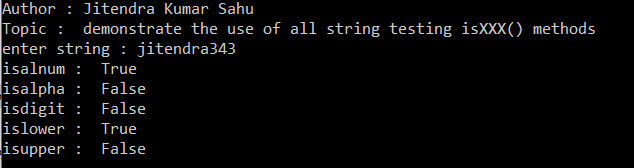 Author : Jitendra Kumar Sahu
Topic :  demonstrate the use of all string testing isXXX() methods
enter string : jitendra343
isalnum :  True
isalpha :  False
isdigit :  False
islower :  True
isupper :  False